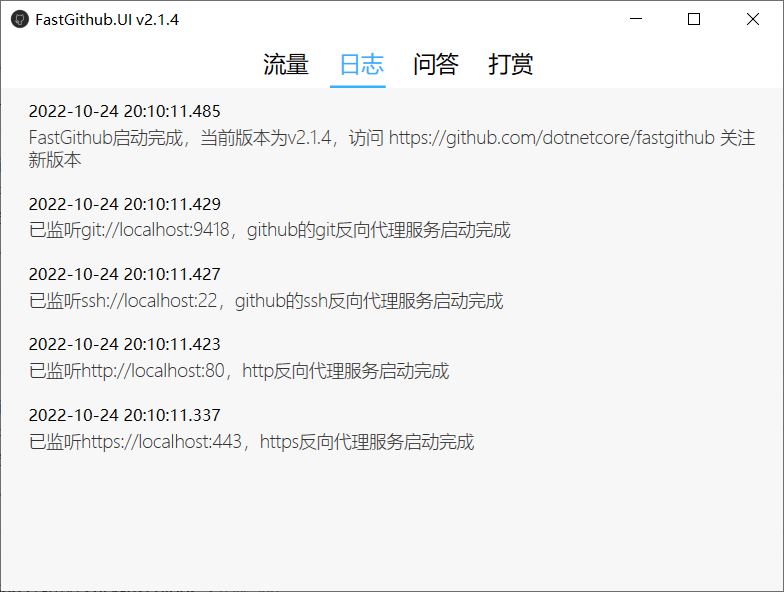 FastGithub.UI v2.1.4
流量 日志 问答 打赏
2022-10-24 20:10:11.485
FastGithub启动完成，当前版本为v2.1.4，访问 https://github.com/dotnetcore/fastgithub 关注
新版本
2022-10-24 20:10:11.429
已监听git://localhost:9418，github的git反向代理服务启动完成
2022-10-24 20:10:11.427
已监听ssh://localhost:22，github的ssh反向代理服务启动完成
2022-10-24 20:10:11.423
已监听http://localhost:80，http反向代理服务启动完成
2022-10-24 20:10:11.337
已监听https://localhost:443，https反向代理服务启动完成